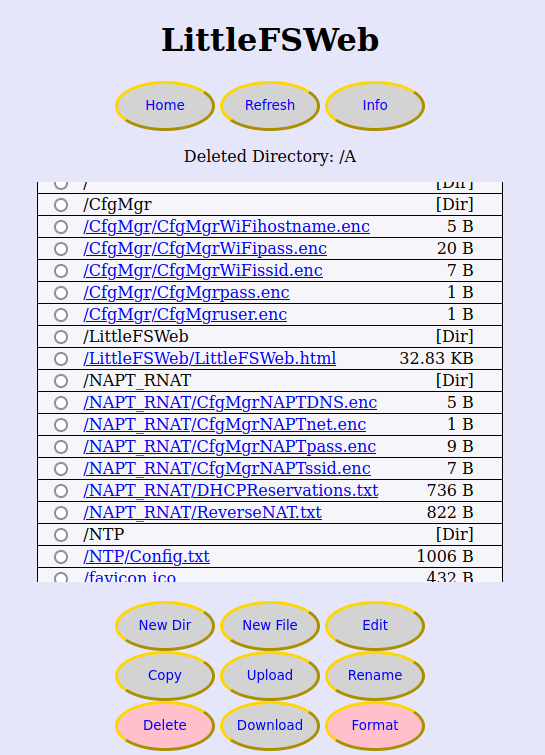 LittleFSWeb
Home Refresh Info
Deleted Directory: /A
/ [Dir]
/CfgMgr [Dir]
/CfgMgr/CfgMgrWiFihostname.enc 5 B
/CfgMgr/CfgMgrWiFipass.enc 20 B
/CfgMgr/CfgMgrWiFissid.enc 7 B
/CfgMgr/CfgMgrpass.enc 1 B
/CfgMgr/CfgMgruser.enc 1 B
/LittleFSWeb [Dir]
/LittleFSWeb/LittleFSWeb.html 32.83 KB
/NAPT_RNAT [Dir]
/NAPT_RNAT/CfgMgrNAPTDNS.enc 5 B
/NAPT_RNAT/CfgMgrNAPTnet.enc 1 B
/NAPT_RNAT/CfgMgrNAPTpass.enc 9 B
/NAPT_RNAT/CfgMgrNAPTssid.enc 7 B
/NAPT_RNAT/DHCPReservations.txt 736 B
/NAPT_RNAT/ReverseNAT.txt 822 B
/NTP [Dir]
/NTP/Config.txt 1006 B
/favicon.ico 432 B
New Dir New File Edit
Copy Upload Rename
Delete Download Format